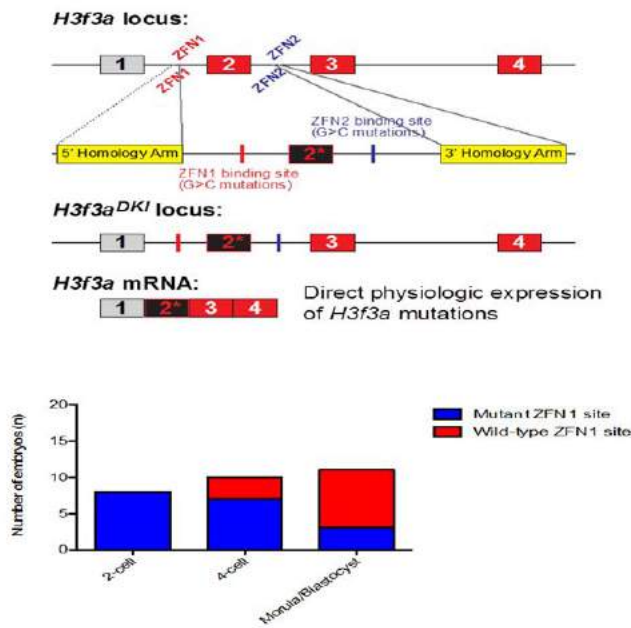 H3f3a locus:
ZFN1 ZFN2
1 2 3 4
ZFN1 ZFN2
ZFN2 binding site
(G>C mutations)
5' Homology Arm 2* 3' Homology Arm
ZFN1 binding site
(G>C mutations)
H3f3aDKI locus:
1 2* 3 4
H3f3a mRNA:
1 2* 3 4
Direct physiologic expression
of H3f3a mutations
Number of embryos (n)
20
15
10
5
0
2-cell
4-cell
Morula/Blastocyst
Mutant ZFN1 site
Wild-type ZFN1 site